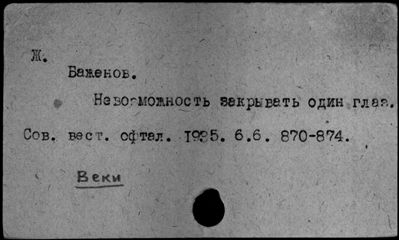 Ж.
Баженов.
Невозможность закрывать один глаз.
Сов. вест. офтал. 1935. 6.6. 870-874.
Веки